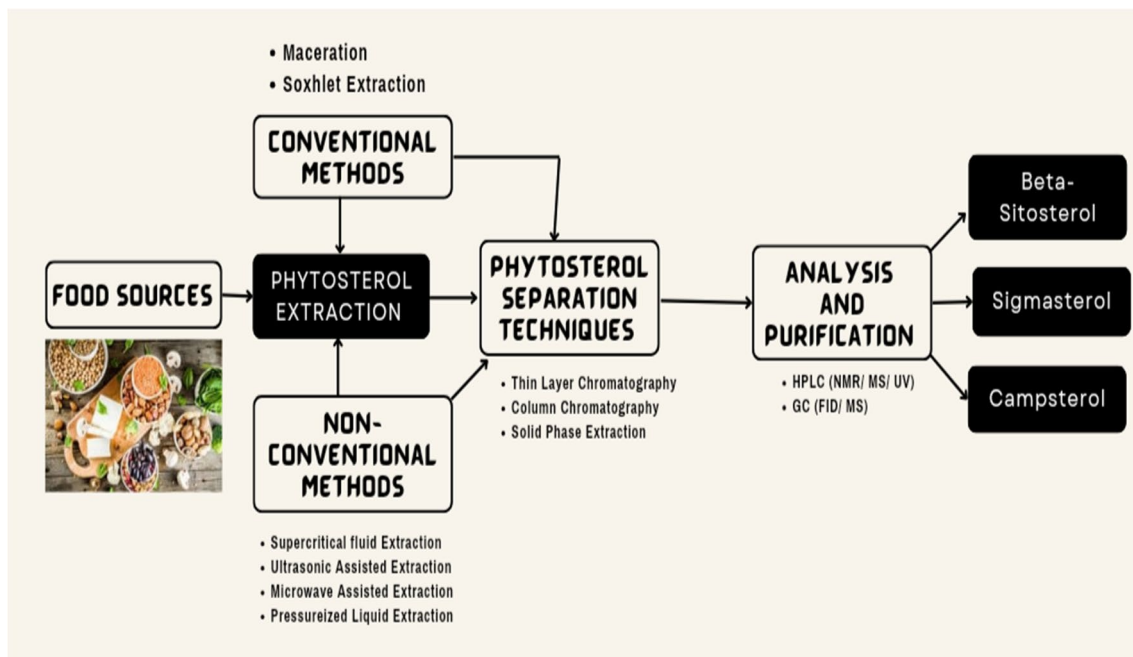 • Maceration
• Soxhlet Extraction
CONVENTIONAL
METHODS
FOOD SOURCES
PHYTOSTEROL
EXTRACTION
NON-
CONVENTIONAL
METHODS
• Supercritical fluid Extraction
• Ultrasonic Assisted Extraction
• Microwave Assisted Extraction
• Pressureized Liquid Extraction
PHYTOSTEROL
SEPARATION
TECHNIQUES
• Thin Layer Chromatography
• Column Chromatography
• Solid Phase Extraction
ANALYSIS
AND
PURIFICATION
• HPLC (NMR/ MS/ UV)
• GC (FID/ MS)
Beta-
Sitosterol
Sigmasterol
Campsterol